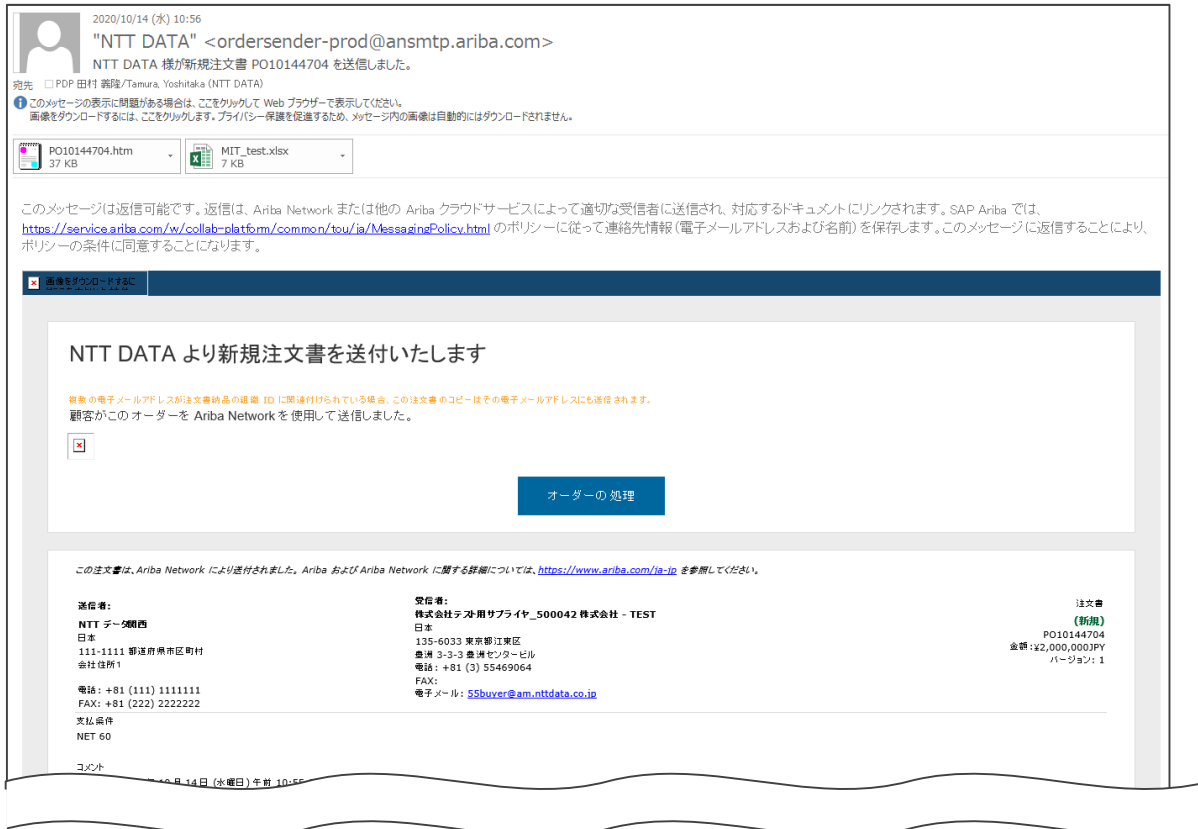 2020/10/14 (水) 10:56
"NTT DATA" <ordersender-prod@ansmtp.ariba.com>
NTT DATA 様が新規注文書 PO10144704 を送信しました。
宛先 □ PDP 田村 義隆/Tamura, Yoshitaka (NTT DATA)
このメッセージの表示に問題がある場合は、ここをクリックして Web ブラウザーで表示してください。
画像をダウンロードするには、ここをクリックします。プライバシー保護を促進するため、メッセージ内の画像は自動的にはダウンロードされません。
PO10144704.htm
37 KB
MIT_test.xlsx
7 KB
このメッセージは返信可能です。返信は、Ariba Network または他の Ariba クラウドサービスによって適切な受信者に送信され、対応するドキュメントにリンクされます。SAP Ariba では、
https://service.ariba.com/w/collab-platform/common/tou/ja/MessagingPolicy.html のポリシーに従って連絡先情報(電子メールアドレスおよび名前)を保存します。このメッセージに返信することにより、
ポリシーの条件に同意することになります。
画像をダウンロードするに
NTT DATA より新規注文書を送付いたします
複数の電子メールアドレスが注文書納品の組織 ID に関連付けられている場合、この注文書のコピーはその電子メールアドレスにも送信されます。
顧客がこのオーダーを Ariba Networkを使用して送信しました。
オーダーの処理
この注文書は、Ariba Network により送付されました。Ariba および Ariba Network に関する詳細については、https://www.ariba.com/ja-jp を参照してください。
送信者:
NTT データ関西
日本
111-1111 都道府県市区町村
会社住所1
電話: +81 (111) 1111111
FAX: +81 (222) 2222222
受信者:
株式会社テスト用サプライヤ_500042 株式会社 - TEST
日本
135-6033 東京都江東区
豊洲 3-3-3 豊洲センタービル
電話: +81 (3) 55469064
FAX:
電子メール: 55buyer@am.nttdata.co.jp
注文書
(新規)
PO10144704
金額:¥2,000,000JPY
バージョン: 1
支払条件
NET 60
コメント
10 月 14 日 (水曜日) 午前 10:55